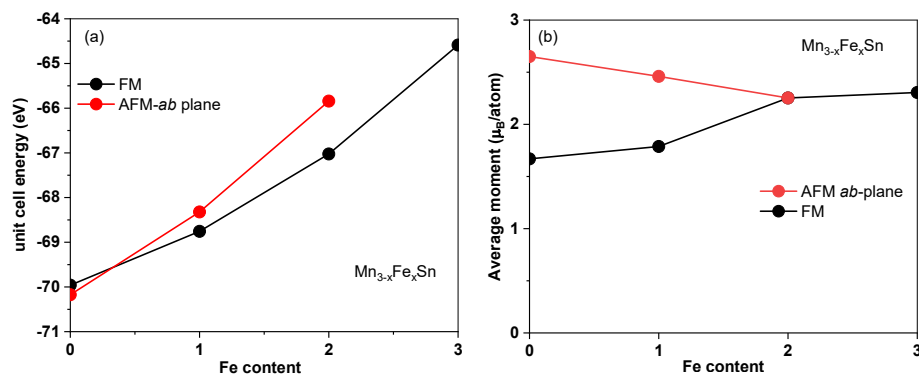 (a)
FM
AFM-ab plane
Mn3-xFexSn
unit cell energy (eV)
-64
-65
-66
-67
-68
-69
-70
-71
0 1 2 3
Fe content
(b)
Mn3-xFexSn
AFM ab-plane
FM
Average moment (μB/atom)
3
2
1
0
0 1 2 3
Fe content